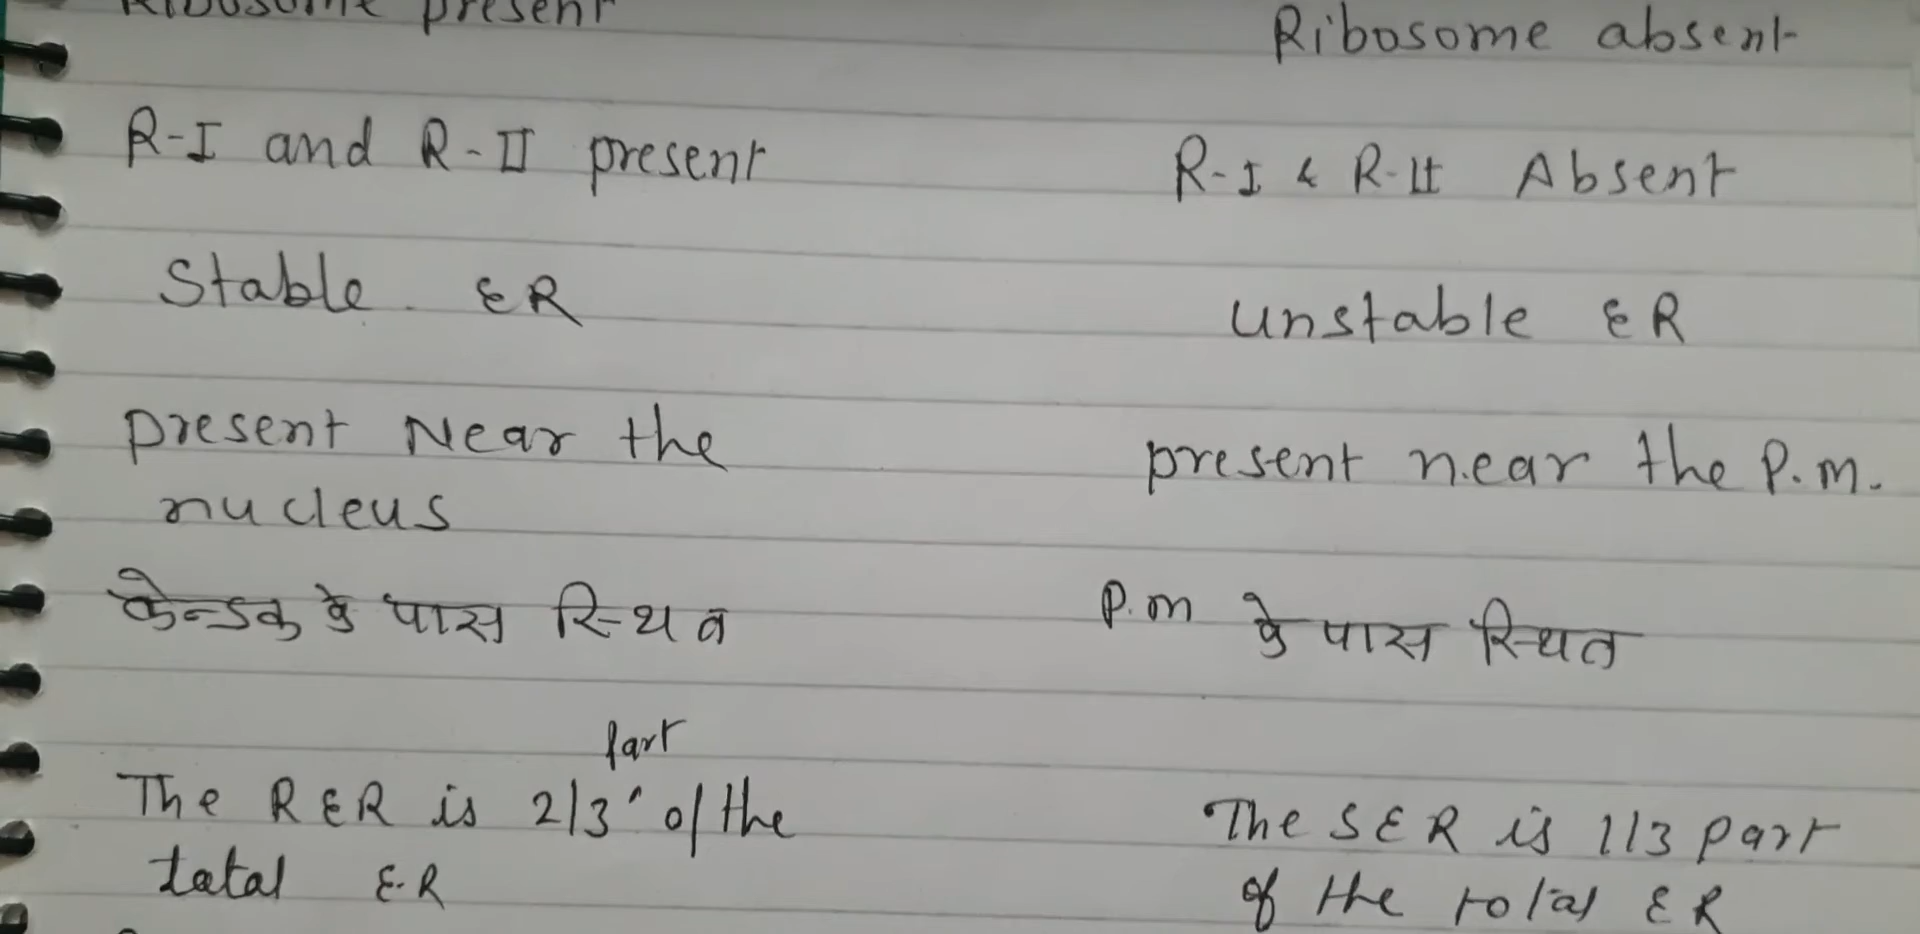 Ribosome present
Ribosome absent
R-I and R-II present
R-I & R-II Absent
Stable ER
unstable ER
present Near the
nucleus
present near the P.m.
केन्डक के पास स्थित
P.m के पास स्थित
part
The RER is 2/3 of the
tatal E.R
The SER is 1/3 part
of the total ER